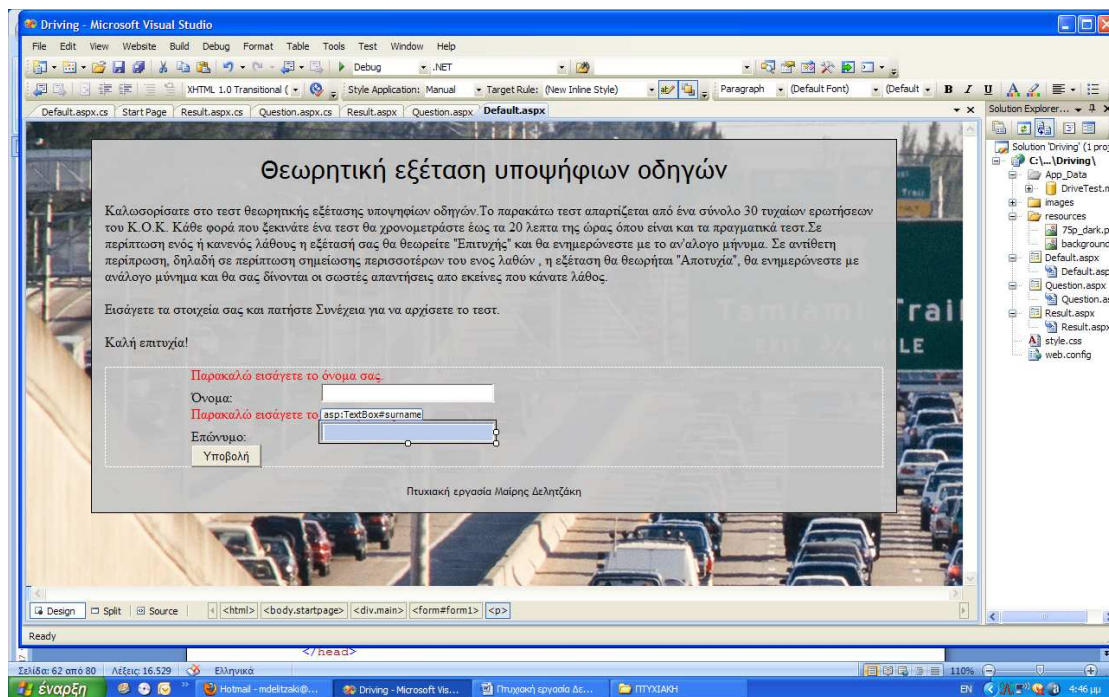 Driving - Microsoft Visual Studio
File Edit View Website Build Debug Format Table Tools Test Window Help
Debug .NET
XHTML 1.0 Transitional ( Style Application: Manual Target Rule: (New Inline Style) Paragraph (Default Font) (Default B I U A
Default.aspx.cs Start Page Result.aspx.cs Question.aspx.cs Result.aspx Question.aspx Default.aspx
Solution Explorer...
Solution 'Driving' (1 proj
C:\...\Driving\
App_Data
DriveTest.m
images
resources
75p_dark.p
background
Default.aspx
Default.asp
Question.aspx
Question.as
Result.aspx
Result.aspx
style.css
web.config
Θεωρητική εξέταση υποψήφιων οδηγών
Καλωσορίσατε στο τεστ θεωρητικής εξέτασης υποψηφίων οδηγών.Το παρακάτω τεστ απαρτίζεται από ένα σύνολο 30 τυχαίων ερωτήσεων
του Κ.Ο.Κ. Κάθε φορά που ξεκινάτε ένα τεστ θα χρονομετράστε έως τα 20 λεπτα της ώρας όπου είναι και τα πραγματικά τεστ.Σε
περίπτωση ενός ή κανενός λάθους η εξέτασή σας θα θεωρείτε "Επιτυχής" και θα ενημερώνεστε με το αν'αλογο μήνυμα. Σε αντίθετη
περίπρωση, δηλαδή σε περίπτωση σημείωσης περισσοτέρων του ενος λαθών , η εξέταση θα θεωρήται "Αποτυχία", θα ενημερώνεστε με
ανάλογο μύνημα και θα σας δίνονται οι σωστές απαντήσεις απο εκείνες που κάνατε λάθος.
Εισάγετε τα στοιχεία σας και πατήστε Συνέχεια για να αρχίσετε το τεστ.
Καλή επιτυχία!
Tamiami Trail
Trail
MILE
Παρακαλώ εισάγετε το όνομα σας.
Όνομα:
Παρακαλώ εισάγετε το
asp:TextBox#surname
Επώνυμο:
Υποβολή
Πτυχιακή εργασία Μαίρης Δελητζάκη
Design Split Source <html> <body.startpage> <div.main> <form#form1> <p>
Ready
</head>
Σελίδα: 62 από 80 Λέξεις: 16.529 Ελληνικά 110%
έναρξη Hotmail - mdelitzaki@... Driving - Microsoft Vis... Πτυχιακή εργασία Δε... ΠΤΥΧΙΑΚΗ EN 4:46 μμ